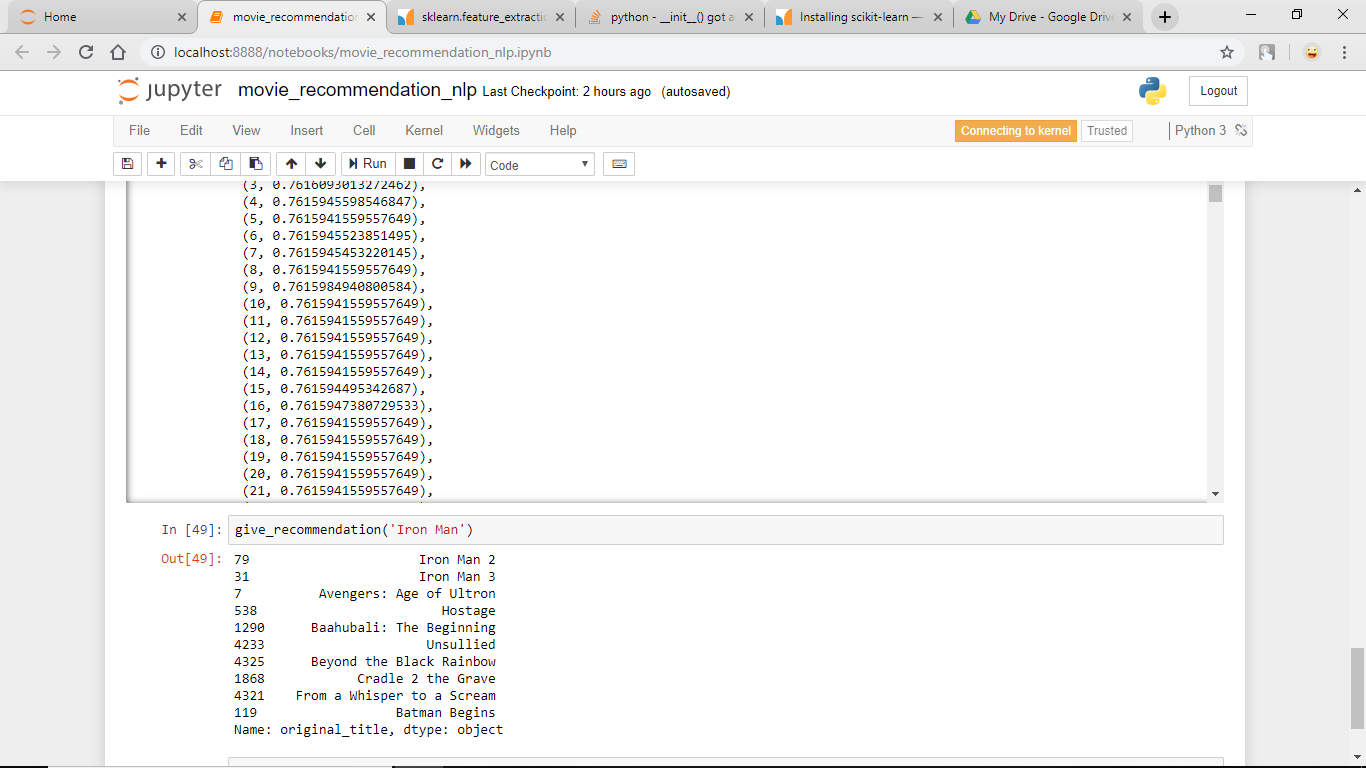 Home
movie_recommendatio
sklearn.feature_extracti
python - __init__() got a
Installing scikit-learn —
My Drive - Google Drive
localhost:8888/notebooks/movie_recommendation_nlp.ipynb
jupyter movie_recommendation_nlp Last Checkpoint: 2 hours ago (autosaved)
Logout
File Edit View Insert Cell Kernel Widgets Help
Connecting to kernel Trusted Python 3
Run Code
(3, 0.7616093013272462),
(4, 0.7615945598546847),
(5, 0.7615941559557649),
(6, 0.7615945523851495),
(7, 0.7615945453220145),
(8, 0.7615941559557649),
(9, 0.7615984940800584),
(10, 0.7615941559557649),
(11, 0.7615941559557649),
(12, 0.7615941559557649),
(13, 0.7615941559557649),
(14, 0.7615941559557649),
(15, 0.761594495342687),
(16, 0.7615947380729533),
(17, 0.7615941559557649),
(18, 0.7615941559557649),
(19, 0.7615941559557649),
(20, 0.7615941559557649),
(21, 0.7615941559557649),
In [49]: give_recommendation('Iron Man')
Out[49]: 79 Iron Man 2
31 Iron Man 3
7 Avengers: Age of Ultron
538 Hostage
1290 Baahubali: The Beginning
4233 Unsullied
4325 Beyond the Black Rainbow
1868 Cradle 2 the Grave
4321 From a Whisper to a Scream
119 Batman Begins
Name: original_title, dtype: object